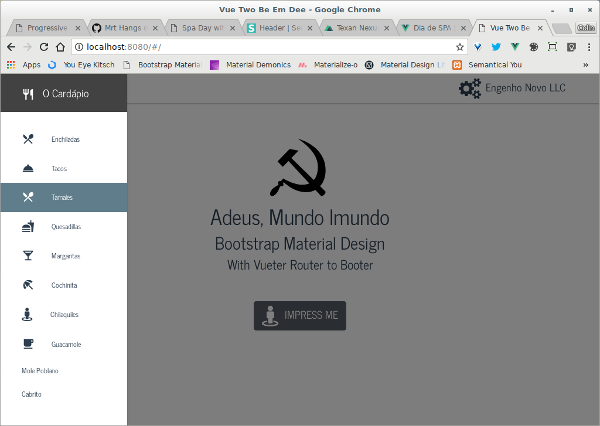 Vue Two Be Em Dee - Google Chrome
Progressive
Mrt Hangs
Spa Day wi
Header | Se
Texan Nexu
Dia de SPA
Vue Two Be
Colin
localhost:8080/#/
Apps
You Eye Kitsch
Bootstrap Materia
Material Demonics
Materialize-o
Material Design Li
Semantical You
»
O Cardápio
Engenho Novo LLC
Enchiladas
Tacos
Tamales
Quesadillas
Margaritas
Cochinita
Chilaquiles
Guacamole
Mole Poblano
Cabrito
Adeus, Mundo Imundo
Bootstrap Material Design
With Vueter Router to Booter
IMPRESS ME